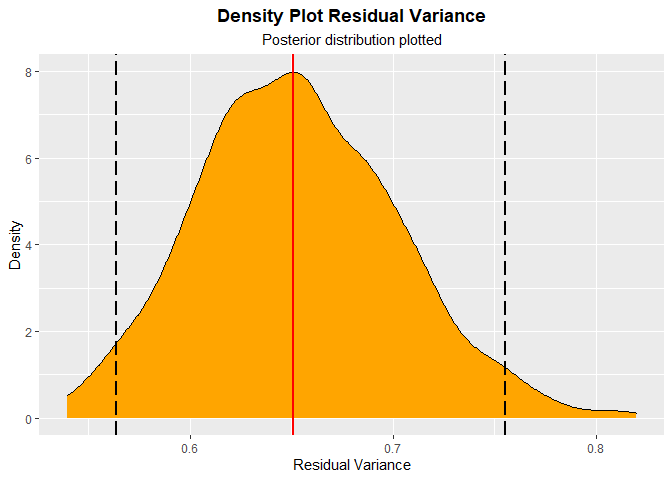 Density Plot Residual Variance
Posterior distribution plotted
8
6
4
2
0
Density
0.6
0.7
0.8
Residual Variance